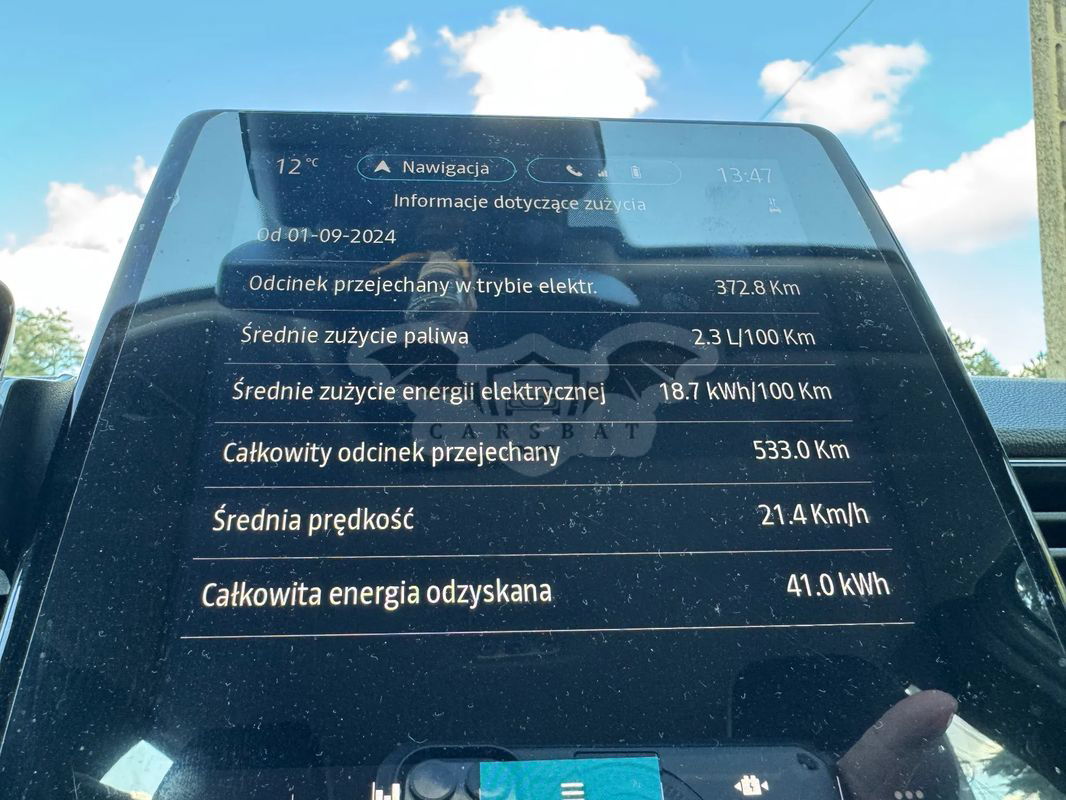 12 °C Nawigacja 13:47
Informacje dotyczące zużycia
Od 01-09-2024
Odcinek przejechany w trybie elektr. 372.8 Km
Średnie zużycie paliwa 2.3 L/100 Km
Średnie zużycie energii elektrycznej 18.7 kWh/100 Km
CARSBAT
Całkowity odcinek przejechany 533.0 Km
Średnia prędkość 21.4 Km/h
Całkowita energia odzyskana 41.0 kWh